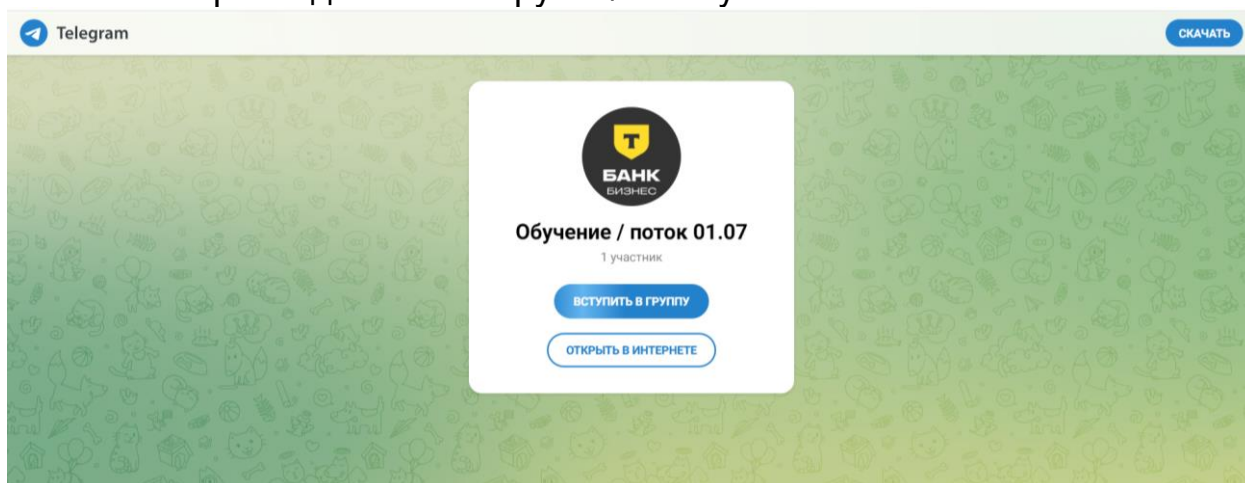 Telegram
СКАЧАТЬ
Т
БАНК
БИЗНЕС
Обучение / поток 01.07
1 участник
ВСТУПИТЬ В ГРУППУ
ОТКРЫТЬ В ИНТЕРНЕТЕ